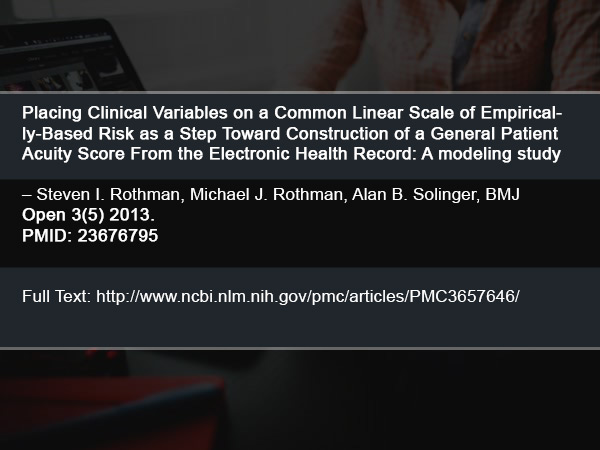 Placing Clinical Variables on a Common Linear Scale of Empirical-
ly-Based Risk as a Step Toward Construction of a General Patient
Acuity Score From the Electronic Health Record: A modeling study
– Steven I. Rothman, Michael J. Rothman, Alan B. Solinger, BMJ
Open 3(5) 2013.
PMID: 23676795
Full Text: http://www.ncbi.nlm.nih.gov/pmc/articles/PMC3657646/